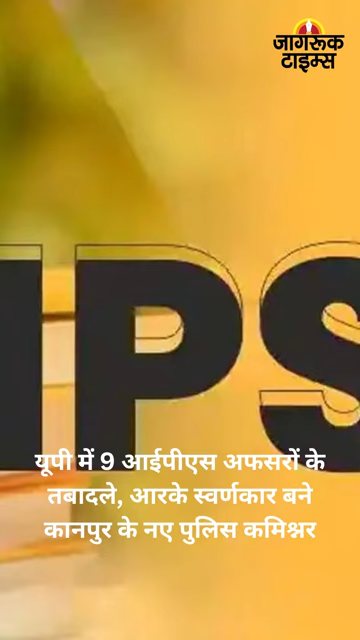 जागरूक
टाइम्स
IPS
यूपी में 9 आईपीएस अफसरों के
तबादले, आरके स्वर्णकार बने
कानपुर के नए पुलिस कमिश्नर